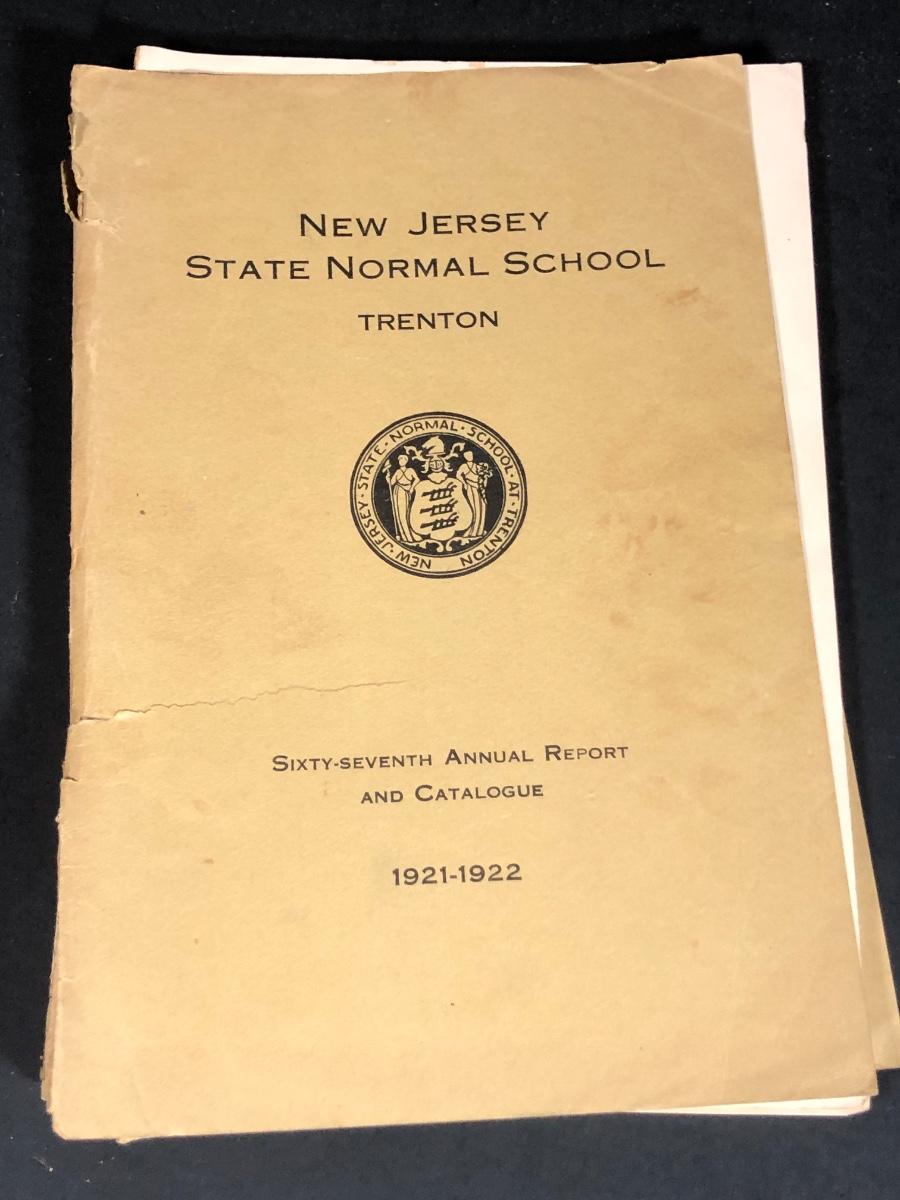 NEW JERSEY
STATE NORMAL SCHOOL
TRENTON
NEW·JERSEY·STATE·NORMAL·SCHOOL·AT·TRENTON
SIXTY-SEVENTH ANNUAL REPORT
AND CATALOGUE
1921-1922